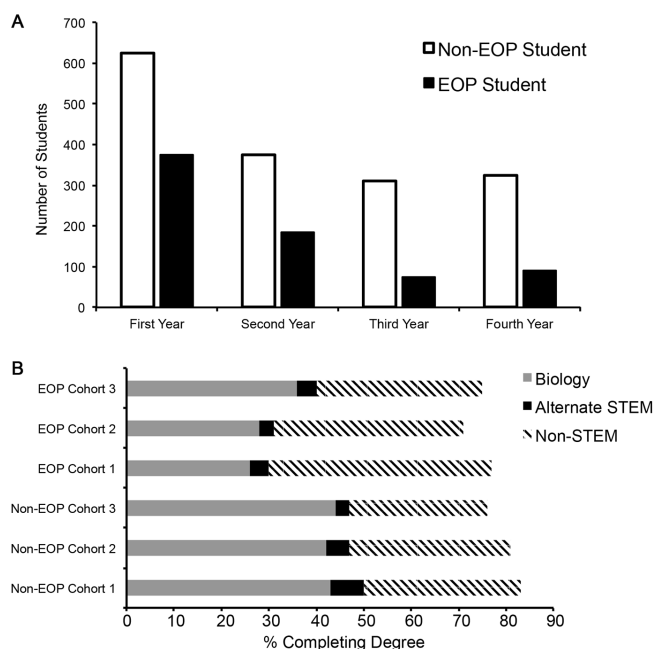 A
700
600
500
400
300
200
100
0
Number of Students
Non-EOP Student
EOP Student
First Year
Second Year
Third Year
Fourth Year
B
EOP Cohort 3
EOP Cohort 2
EOP Cohort 1
Non-EOP Cohort 3
Non-EOP Cohort 2
Non-EOP Cohort 1
Biology
Alternate STEM
Non-STEM
0 10 20 30 40 50 60 70 80 90
% Completing Degree